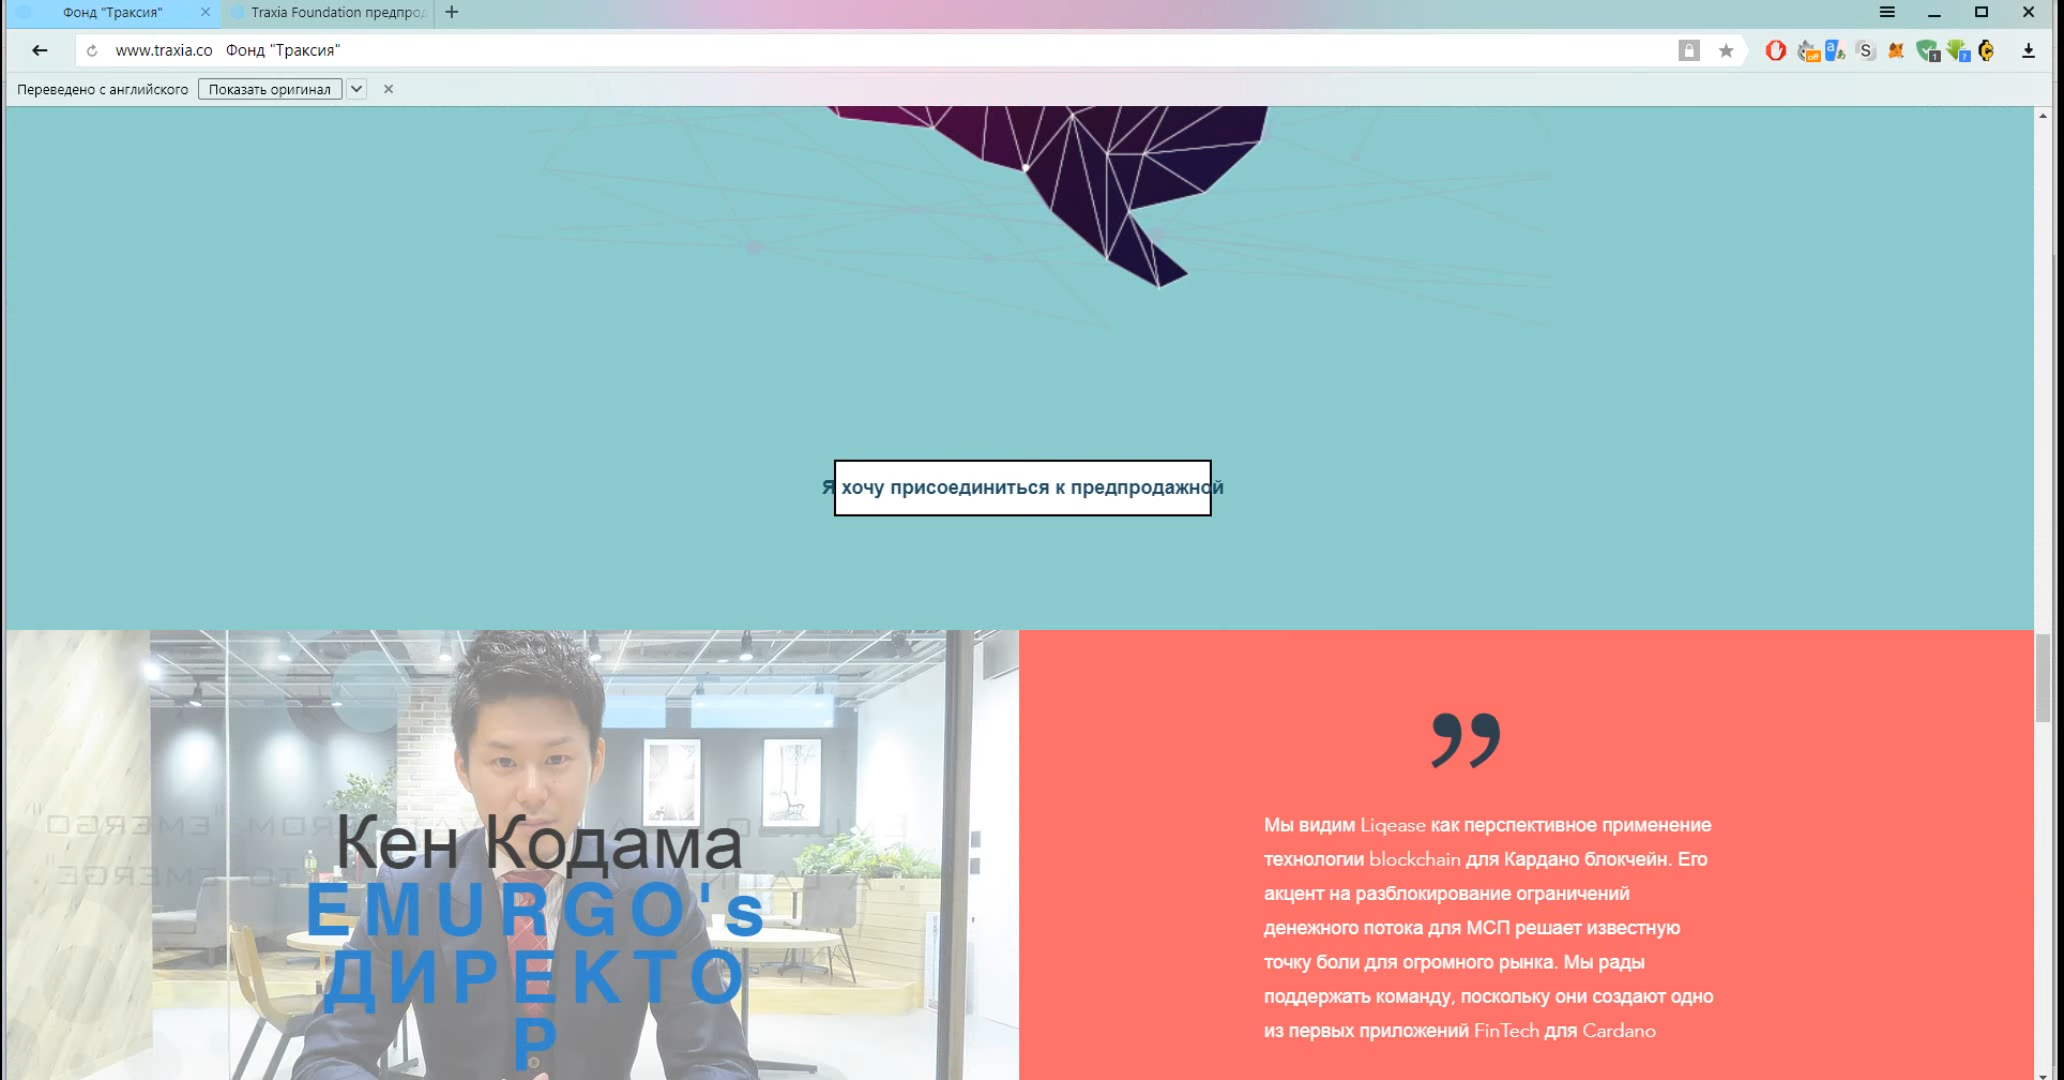 Фонд "Траксия"
Traxia Foundation предпрод
www.traxia.co Фонд "Траксия"
Переведено с английского Показать оригинал
Я хочу присоединиться к предпродажной
Кен Кодама
EMURGO's
ДИРЕКТО
Р
”
Мы видим Liqease как перспективное применение
технологии blockchain для Кардано блокчейн. Его
акцент на разблокирование ограничений
денежного потока для МСП решает известную
точку боли для огромного рынка. Мы рады
поддержать команду, поскольку они создают одно
из первых приложений FinTech для Cardano